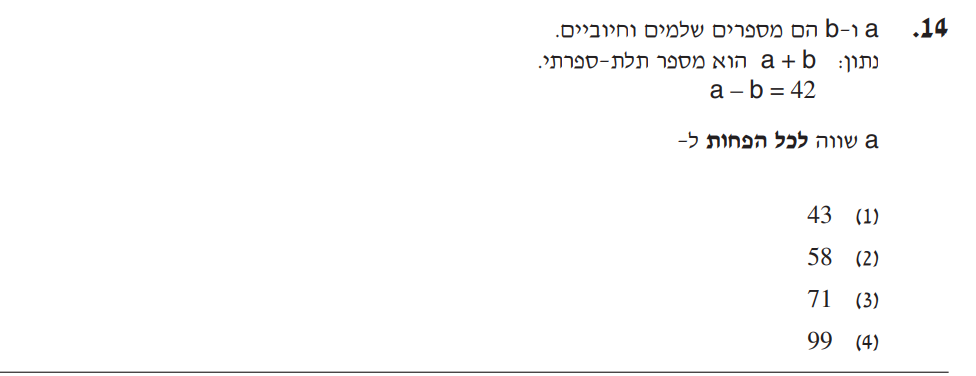 14. a ו-b הם מספרים שלמים וחיוביים.
נתון: a + b הוא מספר תלת-ספרתי.
a – b = 42
a שווה לכל הפחות ל-
(1) 43
(2) 58
(3) 71
(4) 99